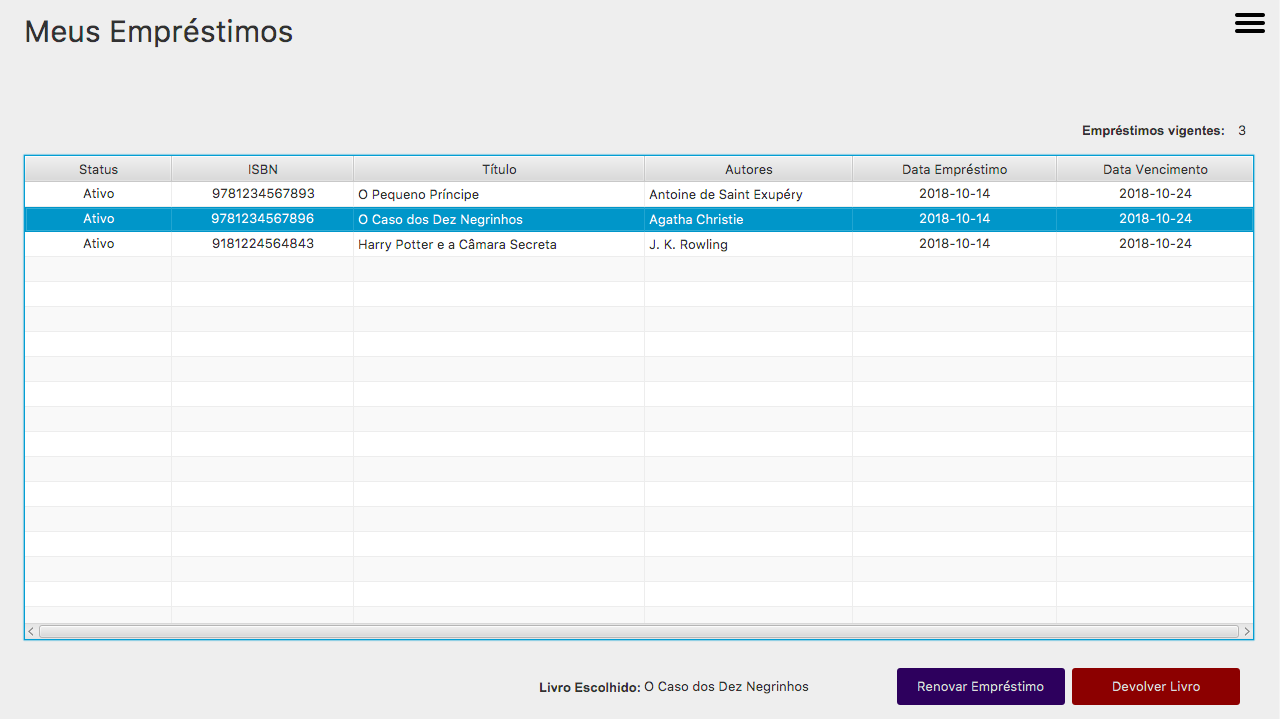 Meus Empréstimos
Empréstimos vigentes: 3
Status ISBN Título Autores Data Empréstimo Data Vencimento
Ativo 9781234567893 O Pequeno Príncipe Antoine de Saint Exupéry 2018-10-14 2018-10-24
Ativo 9781234567896 O Caso dos Dez Negrinhos Agatha Christie 2018-10-14 2018-10-24
Ativo 9181224564843 Harry Potter e a Câmara Secreta J. K. Rowling 2018-10-14 2018-10-24
Livro Escolhido: O Caso dos Dez Negrinhos Renovar Empréstimo Devolver Livro